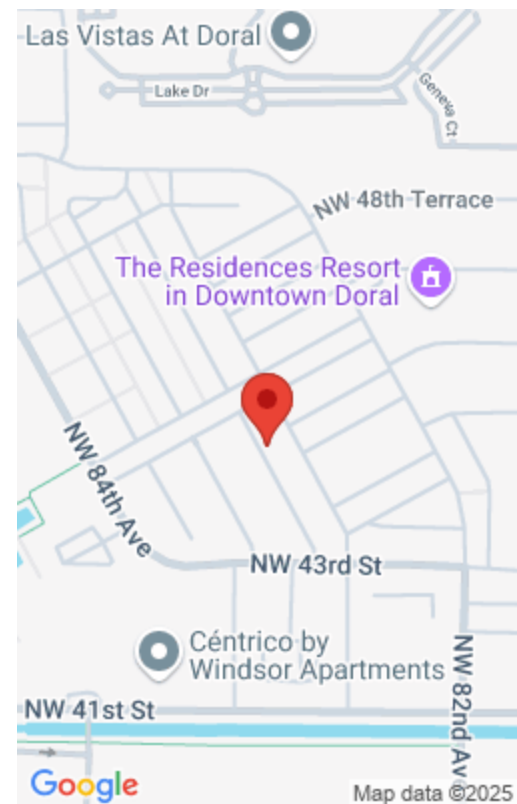 Las Vistas At Doral
Lake Dr
Geneva Ct
NW 48th Terrace
The Residences Resort
in Downtown Doral
NW 84th Ave
NW 43rd St
Céntrico by
Windsor Apartments
NW 82nd Av
NW 41st St
Google
Map data ©2025